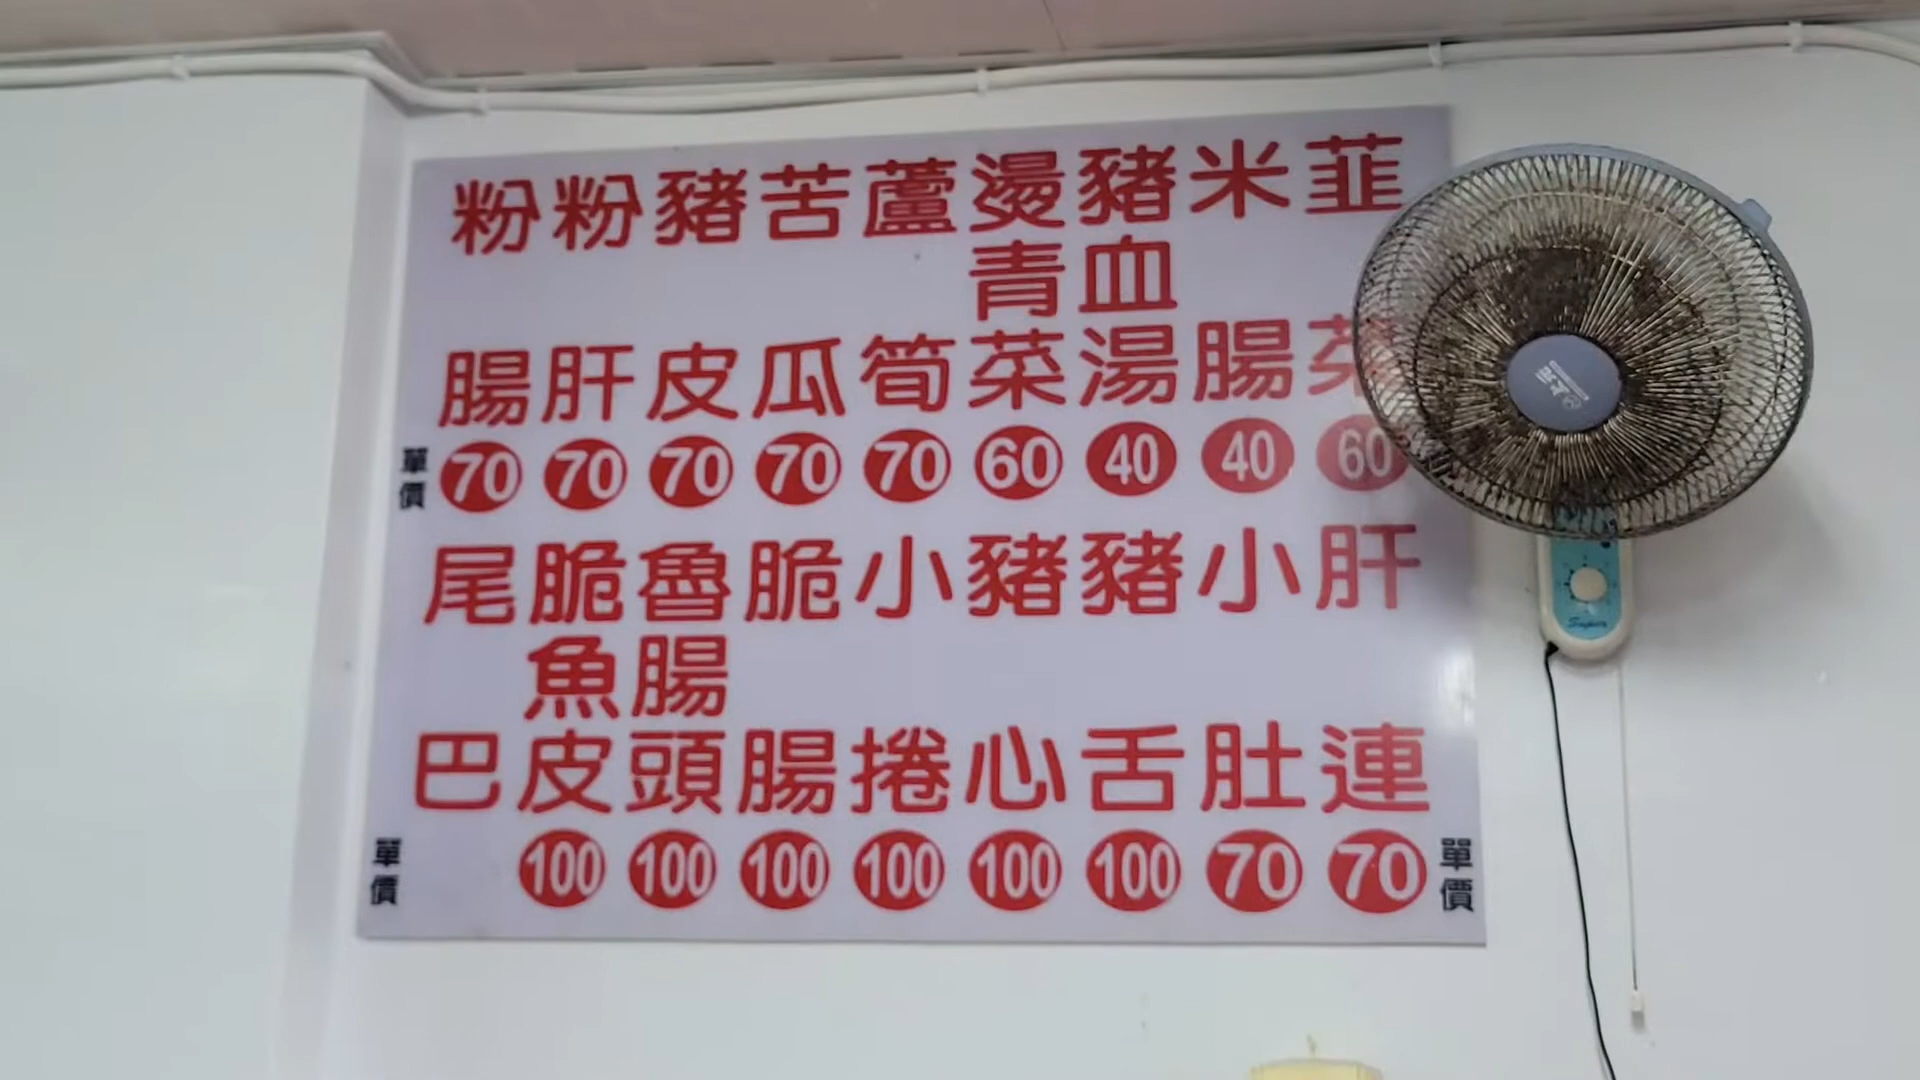 韮菜 60
米腸 40
豬血湯 40
燙青菜 60
蘆筍 70
苦瓜 70
豬皮 70
粉肝 70
粉腸 70
單價
單價
肝連 70
小肚 70
豬舌 100
豬心 100
小捲 100
脆腸 100
魯腸頭 100
脆魚皮 100
尾巴
單價